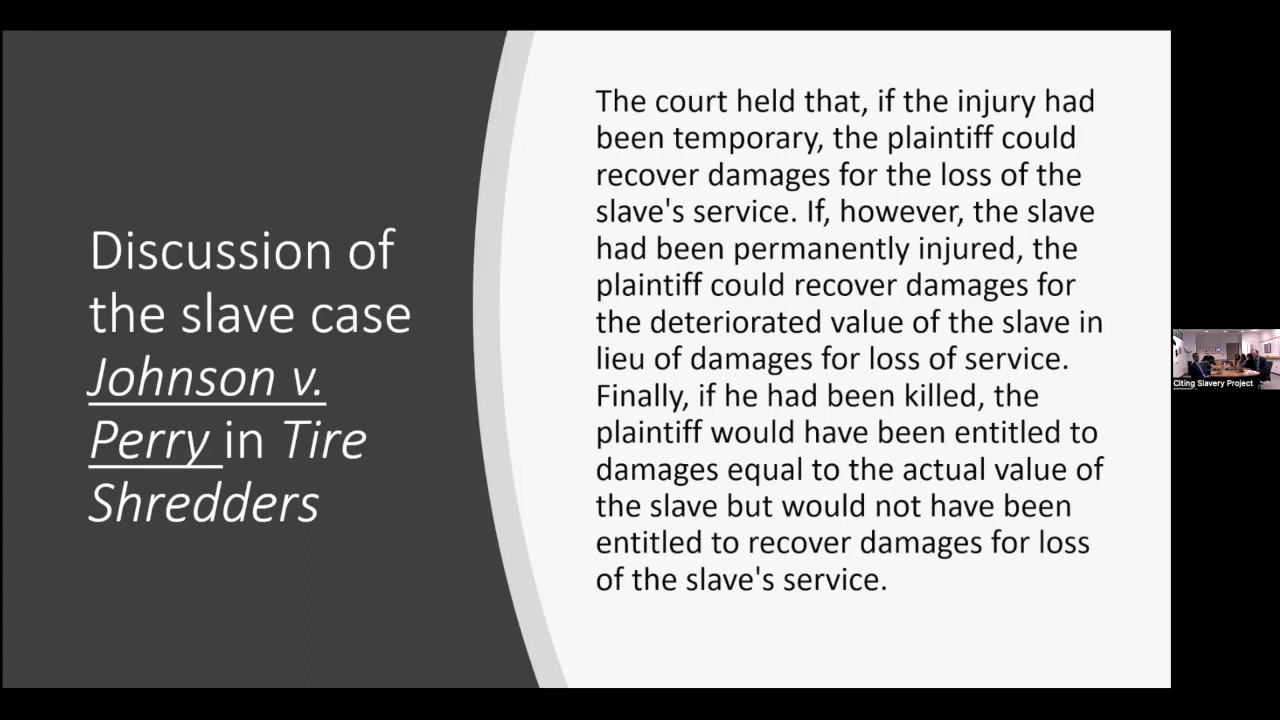 Discussion of
the slave case
Johnson v.
Perry in Tire
Shredders
The court held that, if the injury had
been temporary, the plaintiff could
recover damages for the loss of the
slave's service. If, however, the slave
had been permanently injured, the
plaintiff could recover damages for
the deteriorated value of the slave in
lieu of damages for loss of service.
Finally, if he had been killed, the
plaintiff would have been entitled to
damages equal to the actual value of
the slave but would not have been
entitled to recover damages for loss
of the slave's service.
Citing Slavery Project